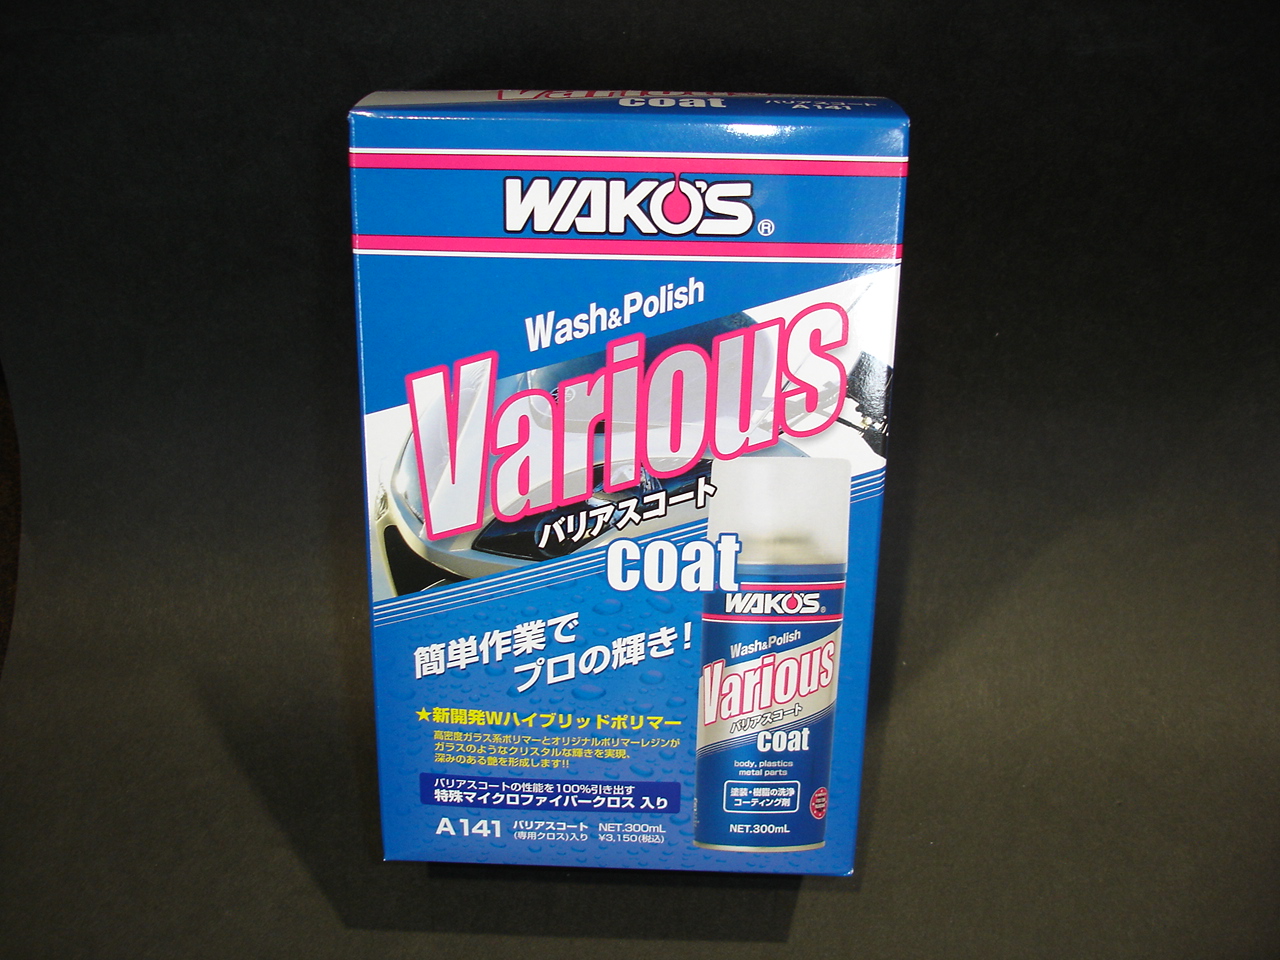 Various
coat
バリアスコート
A141
WAKO'S®
Wash&Polish
Various
バリアスコート
coat
簡単作業で
プロの輝き!
★新開発Wハイブリッドポリマー
高密度ガラス系ポリマーとオリジナルポリマーレジンが
ガラスのようなクリスタルな輝きを実現、
深みのある艶を形成します!!
バリアスコートの性能を100%引き出す
特殊マイクロファイバークロス 入り
A141 バリアスコート NET.300mL
(専用クロス)入り ¥3,150(税込)
WAKO'S®
Wash&Polish
Various
バリアスコート
coat
body, plastics
metal parts
塗装・樹脂の洗浄
コーティング剤
NET.300mL